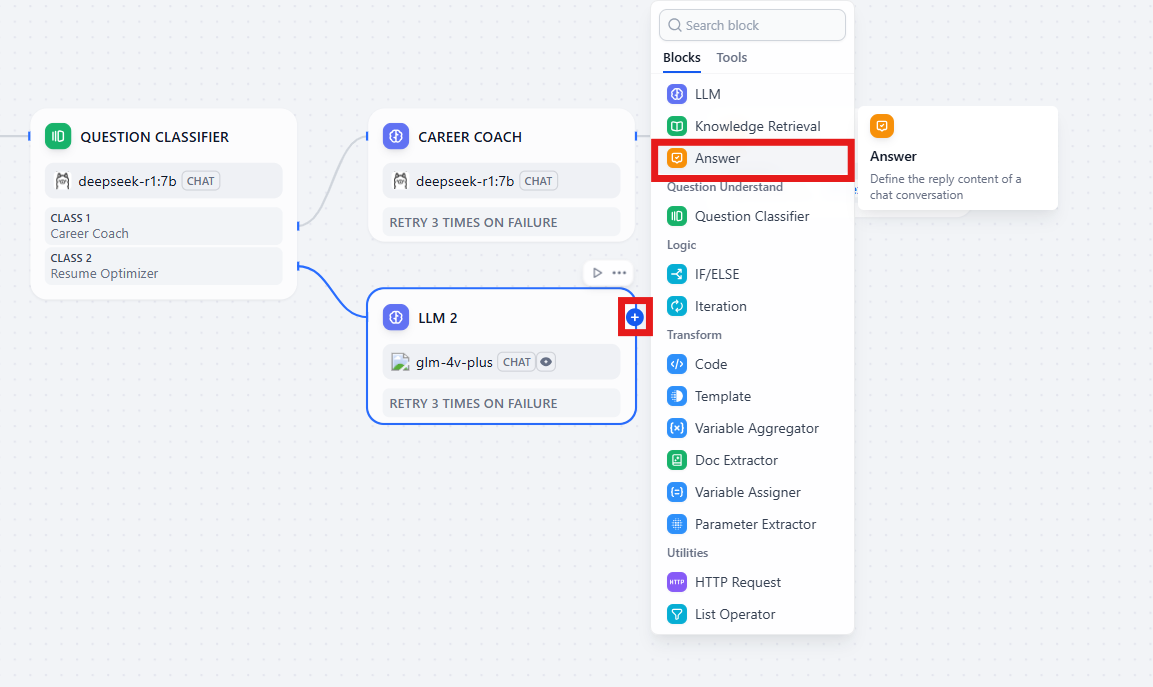 Search block
Blocks Tools
LLM
Knowledge Retrieval
Answer
Question Understand
Question Classifier
Logic
IF/ELSE
Iteration
Transform
Code
Template
Variable Aggregator
Doc Extractor
Variable Assigner
Parameter Extractor
Utilities
HTTP HTTP Request
List Operator
Answer
Define the reply content of a
chat conversation
QUESTION CLASSIFIER
deepseek-r1:7b CHAT
CLASS 1
Career Coach
CLASS 2
Resume Optimizer
CAREER COACH
deepseek-r1:7b CHAT
RETRY 3 TIMES ON FAILURE
LLM 2
glm-4v-plus CHAT
RETRY 3 TIMES ON FAILURE